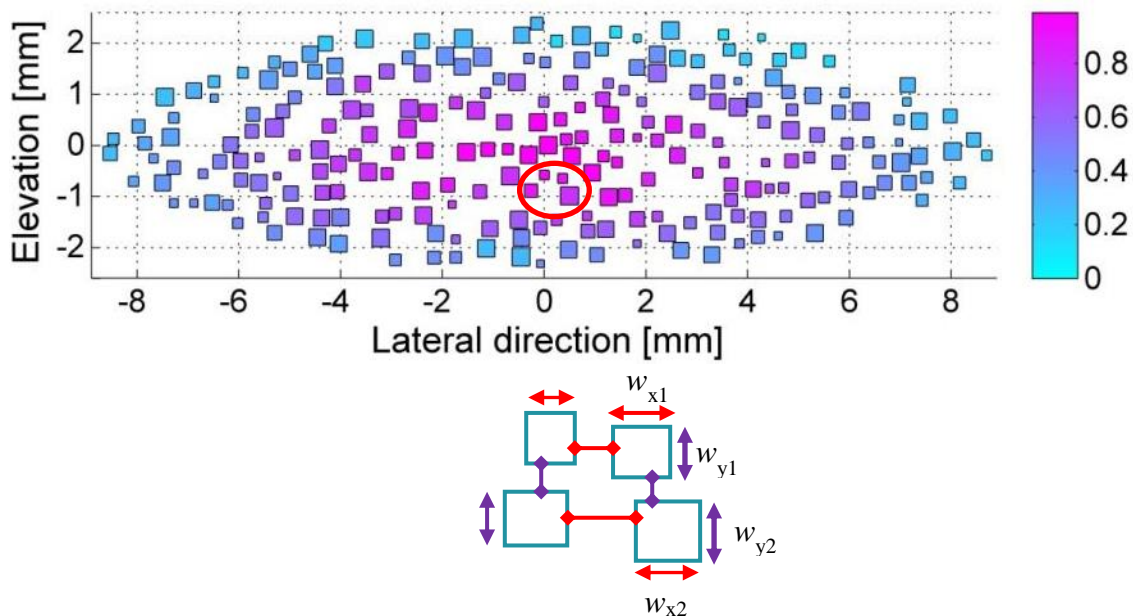 Elevation [mm]
2
1
0
-1
-2
-8 -6 -4 -2 0 2 4 6 8
Lateral direction [mm]
0.8
0.6
0.4
0.2
0
wx1
wy1
wy2
wx2